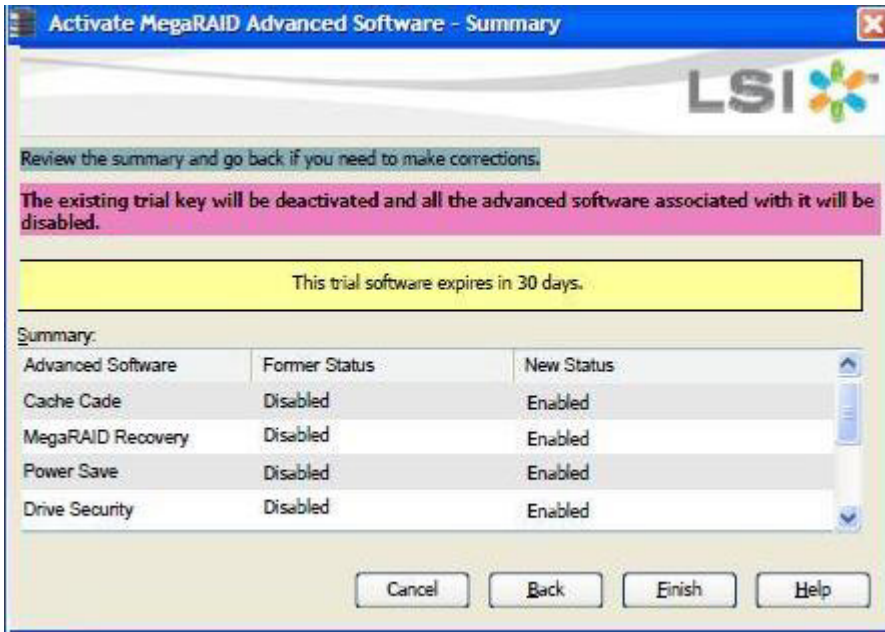 Activate MegaRAID Advanced Software - Summary
LSI
Review the summary and go back if you need to make corrections.
The existing trial key will be deactivated and all the advanced software associated with it will be
disabled.
This trial software expires in 30 days.
Summary:
Advanced Software Former Status New Status
Cache Cade Disabled Enabled
MegaRAID Recovery Disabled Enabled
Power Save Disabled Enabled
Drive Security Disabled Enabled
Cancel Back Finish Help